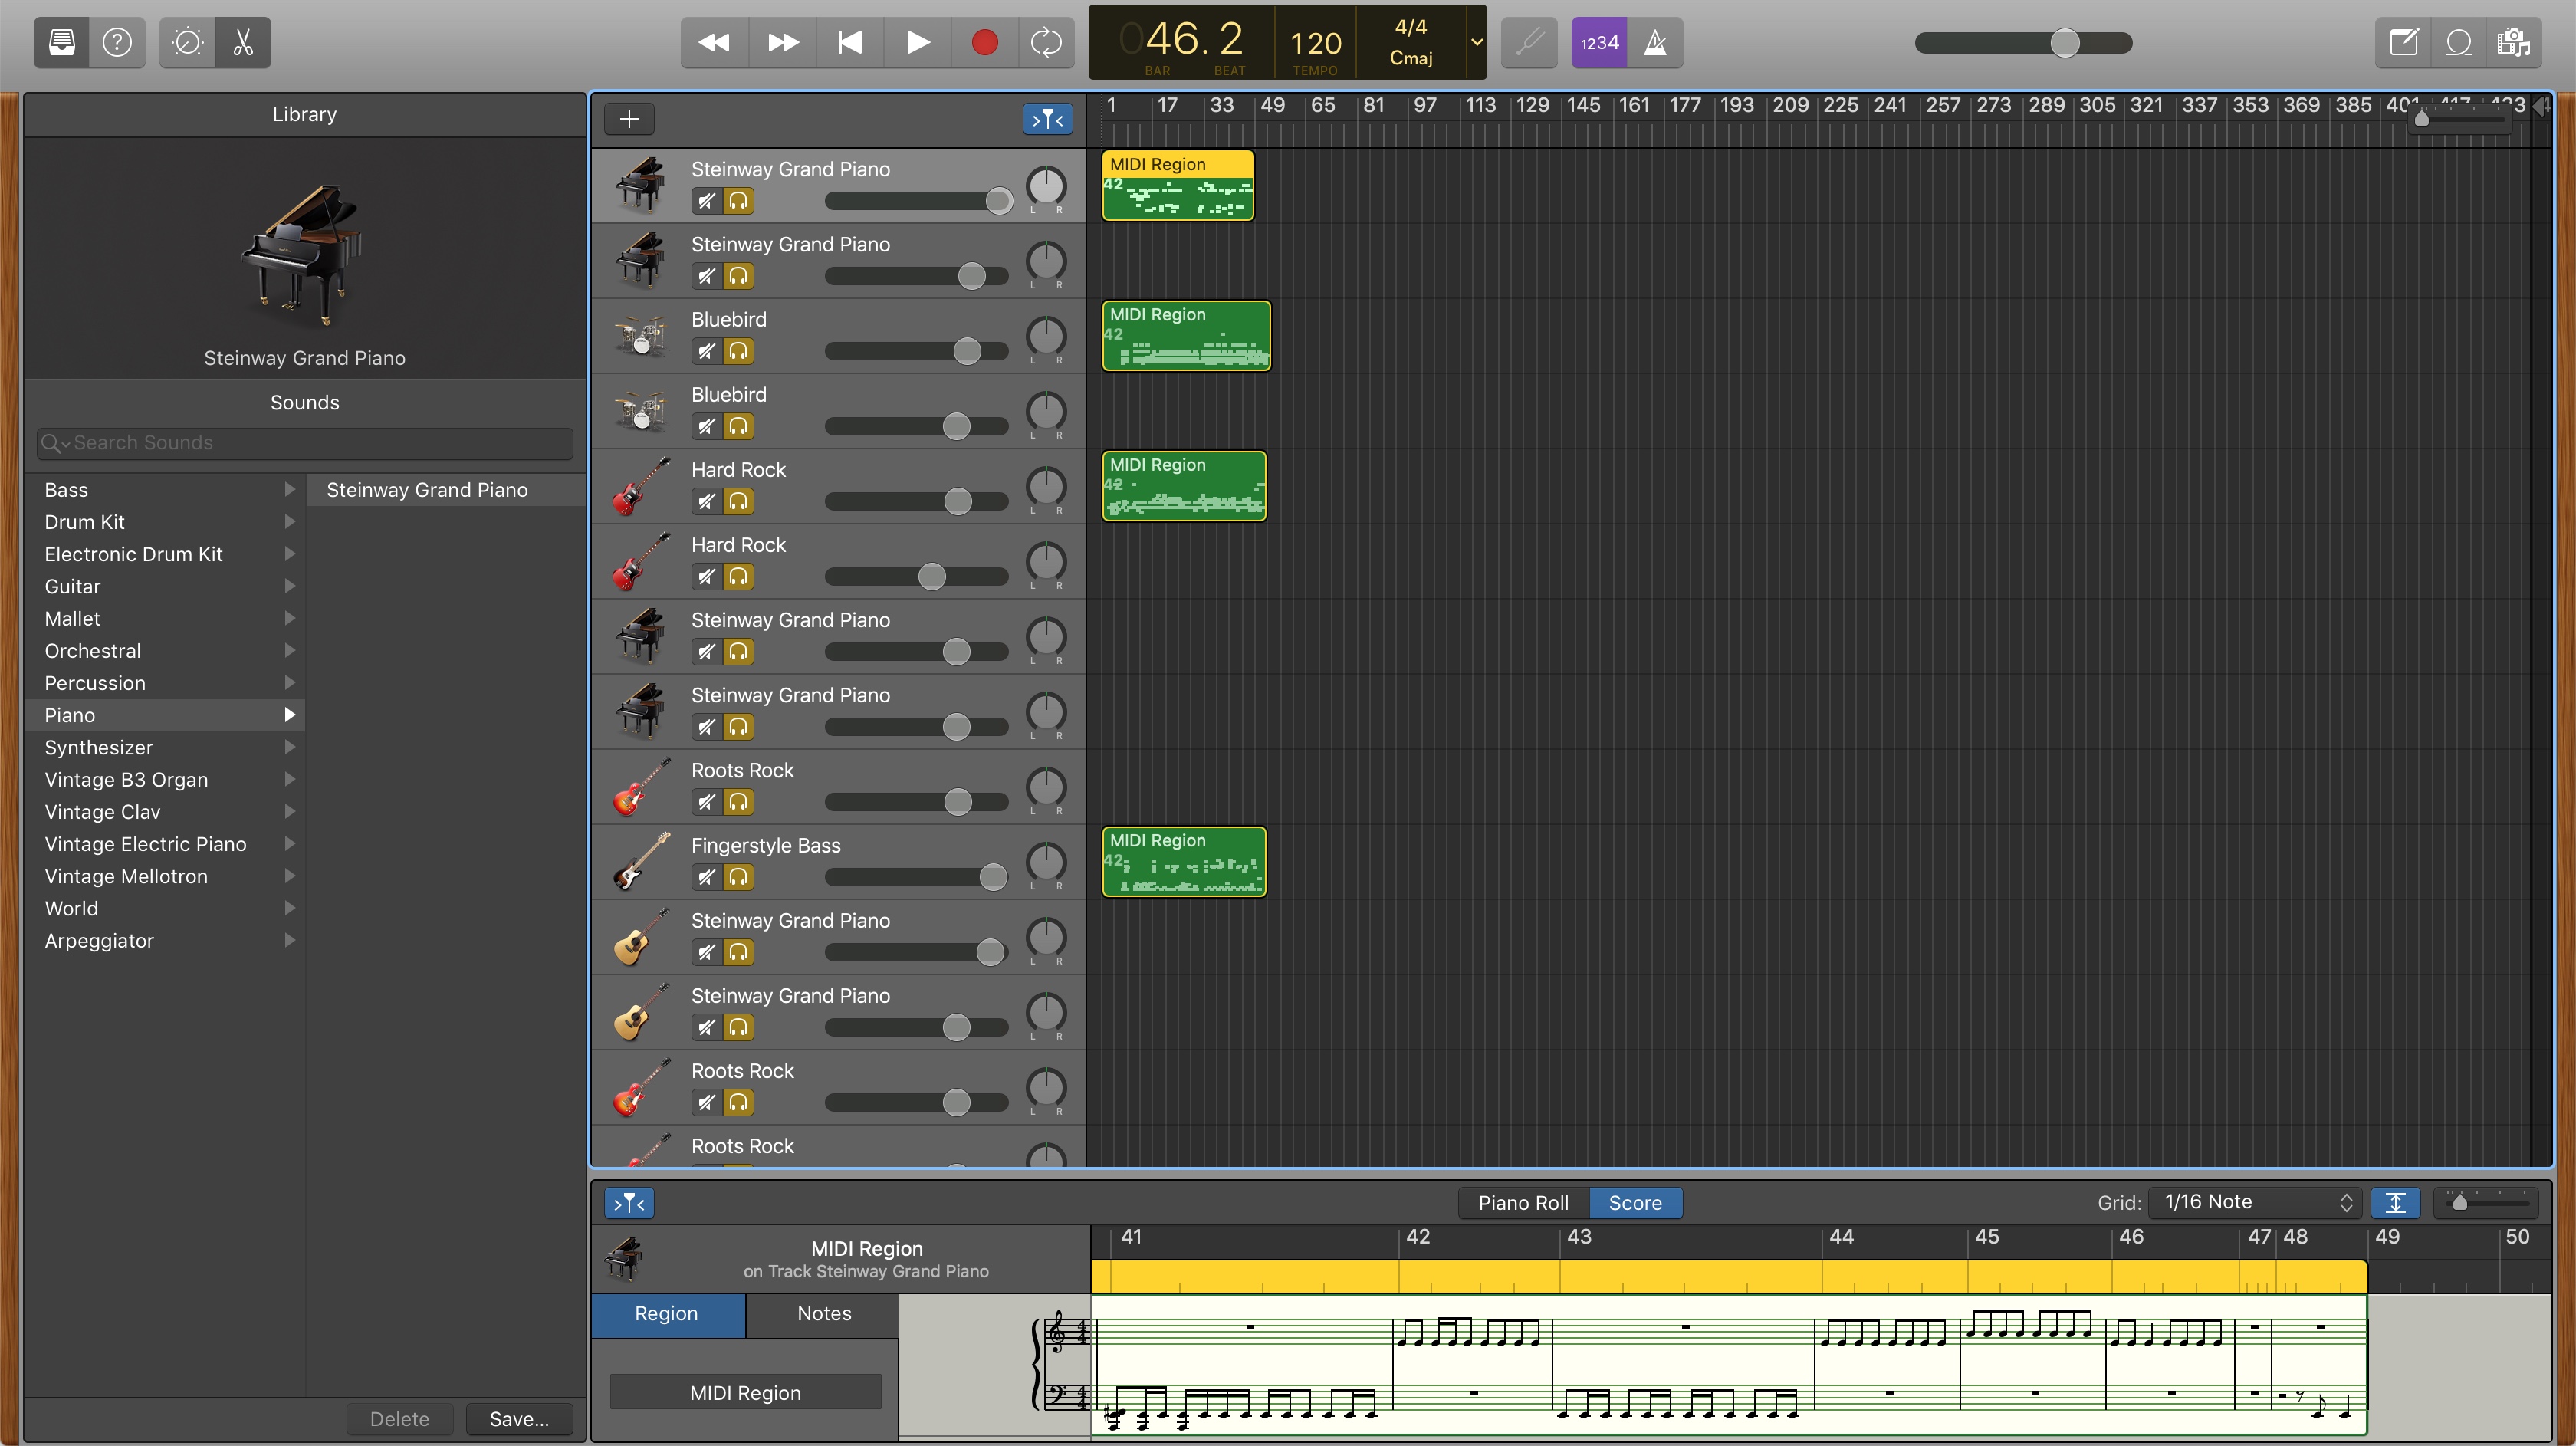 046.2
BAR
BEAT
120
TEMPO
4/4
Cmaj
1234
Library
Steinway Grand Piano
Sounds
Search Sounds
Bass
Drum Kit
Electronic Drum Kit
Guitar
Mallet
Orchestral
Percussion
Piano
Synthesizer
Vintage B3 Organ
Vintage Clav
Vintage Electric Piano
Vintage Mellotron
World
Arpeggiator
Steinway Grand Piano
Delete
Save...
1 17 33 49 65 81 97 113 129 145 161 177 193 209 225 241 257 273 289 305 321 337 353 369 385
Steinway Grand Piano
L R
MIDI Region
42
Steinway Grand Piano
L R
Bluebird
L R
MIDI Region
42
Bluebird
L R
Hard Rock
L R
MIDI Region
42
Hard Rock
L R
Steinway Grand Piano
L R
Steinway Grand Piano
L R
Roots Rock
L R
Fingerstyle Bass
L R
MIDI Region
42
Steinway Grand Piano
L R
Steinway Grand Piano
L R
Roots Rock
L R
Roots Rock
Piano Roll
Score
Grid: 1/16 Note
MIDI Region
on Track Steinway Grand Piano
Region
Notes
MIDI Region
41 42 43 44 45 46 47 48 49 50